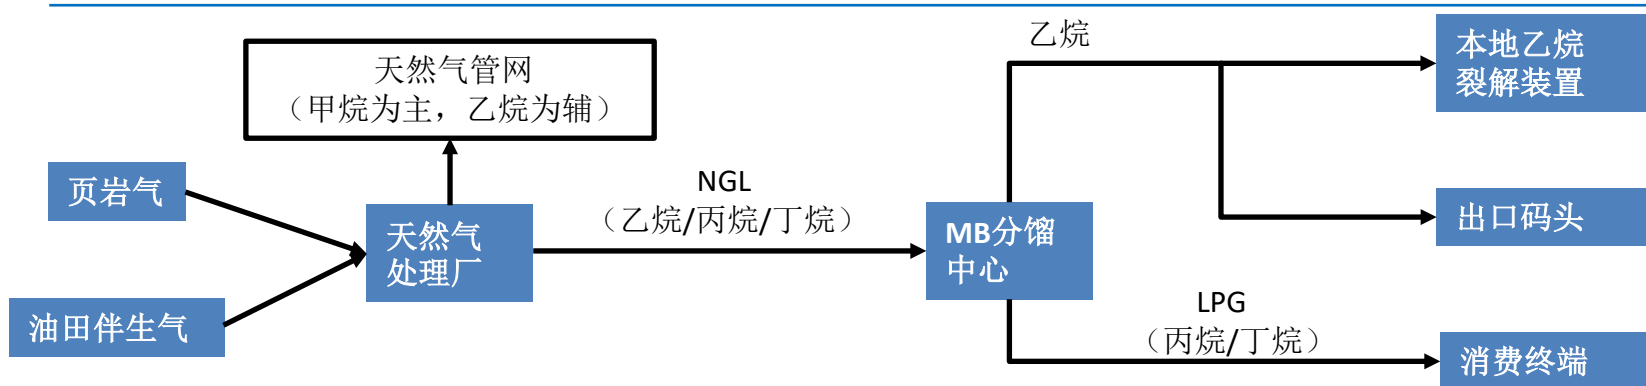 乙烷
本地乙烷
裂解装置
天然气管网
（甲烷为主，乙烷为辅）
页岩气
NGL
（乙烷/丙烷/丁烷）
天然气
处理厂
MB分馏
中心
出口码头
油田伴生气
LPG
（丙烷/丁烷）
消费终端